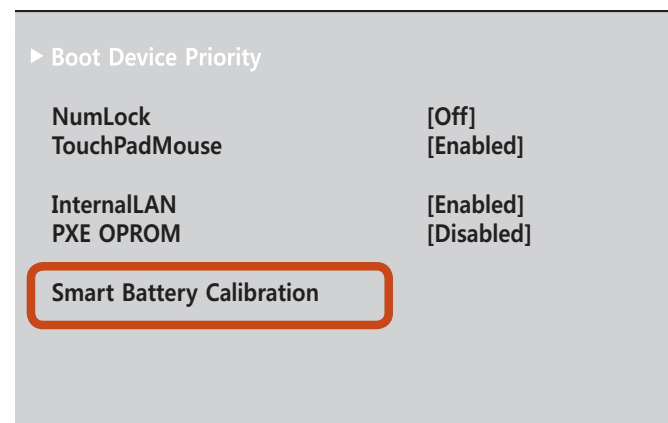 ▶ Boot Device Priority
NumLock [Off]
TouchPadMouse [Enabled]
InternalLAN [Enabled]
PXE OPROM [Disabled]
Smart Battery Calibration